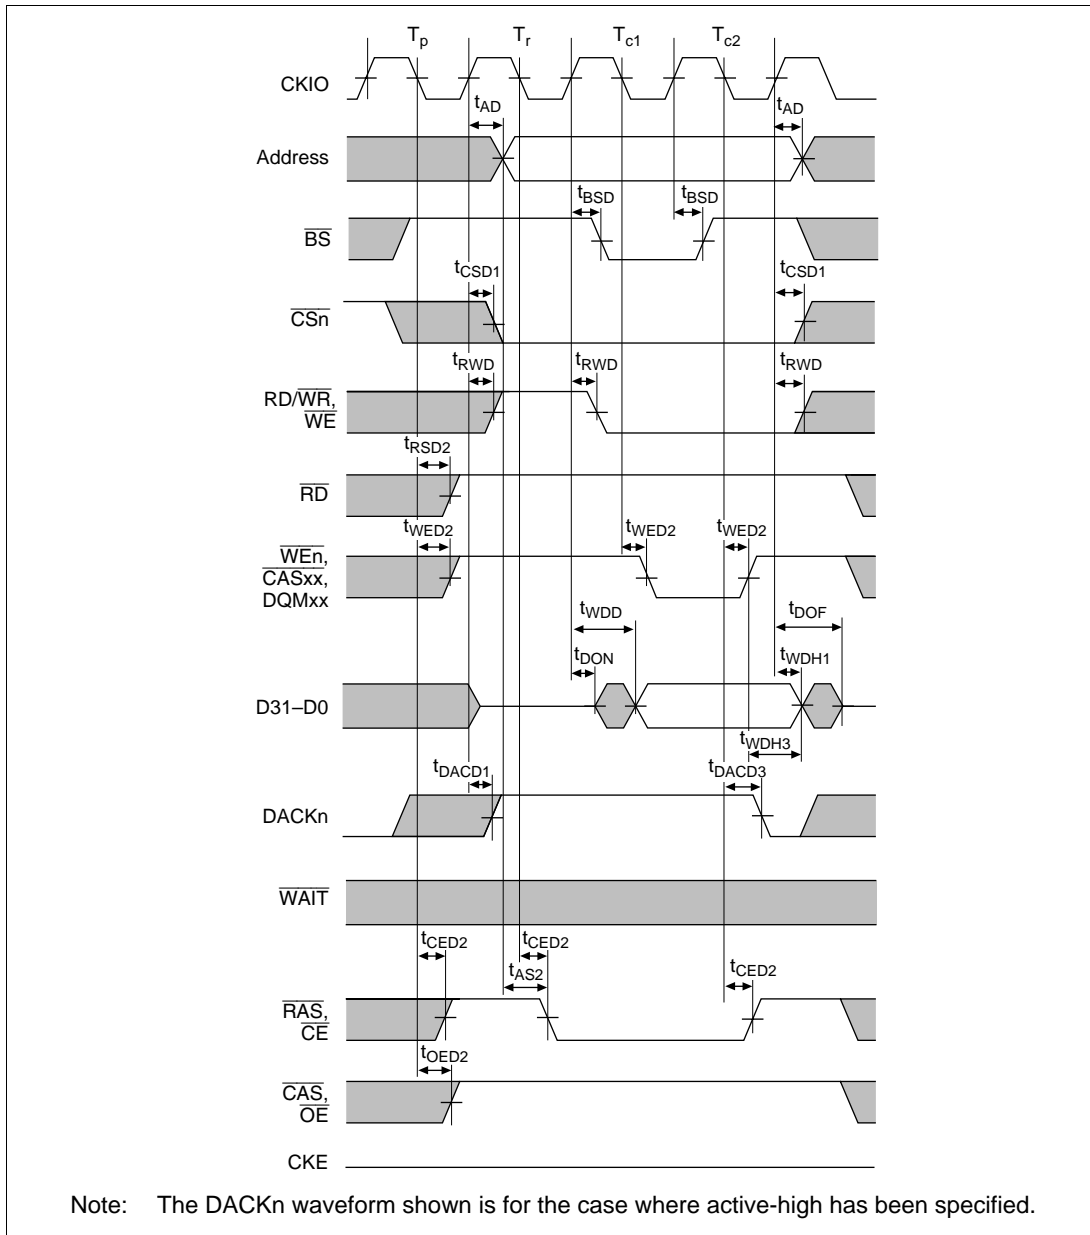 Tp Tr Tc1 Tc2
CKIO
tAD tAD
Address
tBSD tBSD
BS
tCSD1 tCSD1
CSn
tRWD tRWD tRWD
RD/WR,
WE
tRSD2
RD
tWED2 tWED2 tWED2
WEn,
CASxx,
DQMxx
tWDD tDOF
tDON tWDH1
D31–D0
tWDH3
tDACD1 tDACD3
DACKn
WAIT
tCED2 tCED2 tCED2
tAS2
RAS,
CE
tOED2
CAS,
OE
CKE
Note: The DACKn waveform shown is for the case where active-high has been specified.